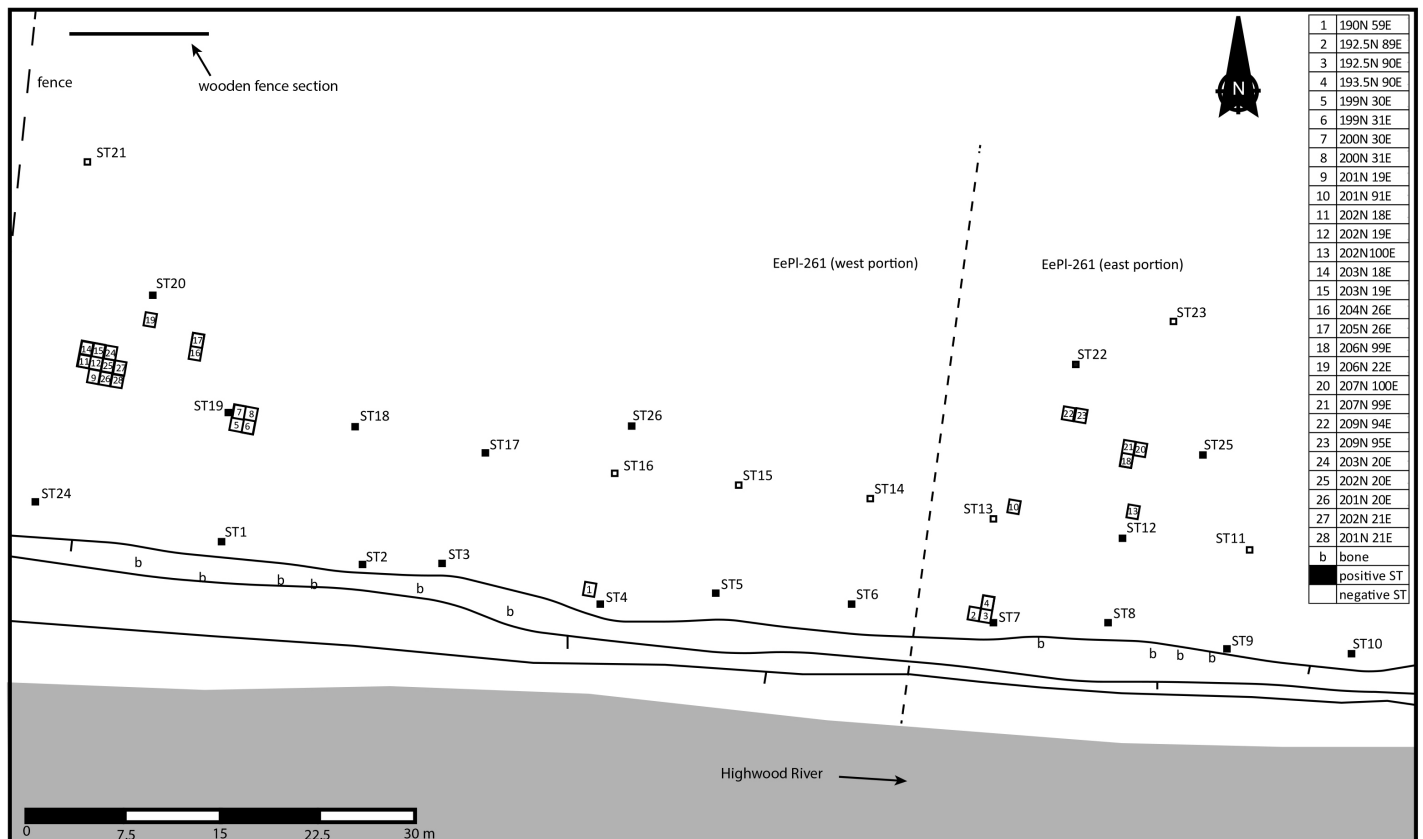 fence
wooden fence section
N
ST21
EePl-261 (west portion)
EePl-261 (east portion)
ST20
ST23
19
17
16
14 15 24
11 12 25 27
9 26 28
ST22
ST19
7 8
5 6
ST18
ST26
22 23
ST17
21 20
18
ST25
ST16
ST15
ST14
ST24
ST13
10
13
ST12
ST11
ST1
ST2
ST3
b
b
b
b
b
b
1
ST4
ST5
ST6
4
2 3
ST7
ST8
ST9
ST10
b
b
b
b
Highwood River
0 7.5 15 22.5 30 m
1 190N 59E
2 192.5N 89E
3 192.5N 90E
4 193.5N 90E
5 199N 30E
6 199N 31E
7 200N 30E
8 200N 31E
9 201N 19E
10 201N 91E
11 202N 18E
12 202N 19E
13 202N100E
14 203N 18E
15 203N 19E
16 204N 26E
17 205N 26E
18 206N 99E
19 206N 22E
20 207N 100E
21 207N 99E
22 209N 94E
23 209N 95E
24 203N 20E
25 202N 20E
26 201N 20E
27 202N 21E
28 201N 21E
b bone
positive ST
negative ST